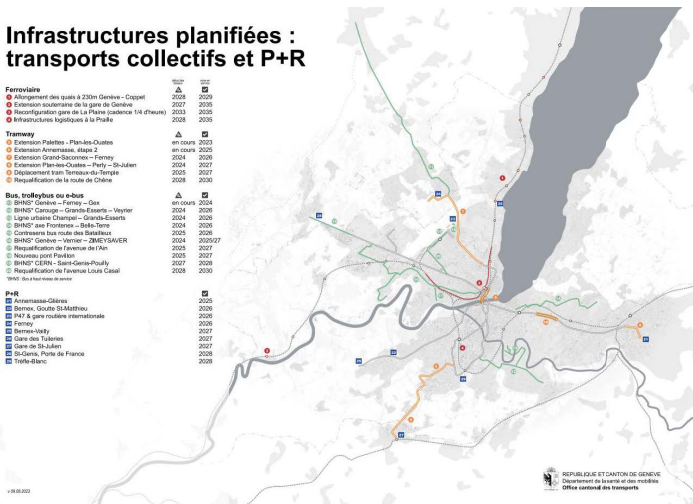 Infrastructures planifiées :
transports collectifs et P+R
Ferroviaire
Allongement des quais à 230m Genève - Coppet 2028 2029
Extension souterraine de la gare de Genève 2027 2035
Reconfiguration gare de La Plaine (cadence 1/4 d'heure) 2033 2035
Infrastructures logistiques à la Praille 2028 2035
Tramway
Extension Palettes - Plan-les-Ouates en cours 2023
Extension Annemasse, étape 2 en cours 2025
Extension Grand-Saconnex – Ferney 2024 2026
Extension Plan-les-Ouates – Perly – St-Julien 2024 2027
Déplacement tram Terreaux-du-Temple 2025 2027
Requalification de la route de Chêne 2028 2030
Bus, trolleybus ou e-bus
BHNS* Genève – Ferney – Gex en cours 2024
BHNS* Carouge – Grands-Esserts – Veyrier 2024 2026
Ligne urbaine Champel – Grands-Esserts 2024 2026
BHNS* axe Frontenex – Belle-Terre 2024 2026
Contresens bus route des Batailleux 2025 2026
BHNS* Genève – Vernier – ZIMEYSAVER 2024 2025/27
Requalification de l'avenue de l'Ain 2025 2027
Nouveau pont Pavillon 2025 2027
BHNS* CERN - Saint-Genis-Pouilly 2027 2028
Requalification de l'avenue Louis Casaï 2028 2030
*BHNS : Bus à haut niveau de service
P+R
Annemasse-Glières 2025
Bernex, Goutte St-Matthieu 2026
P47 & gare routière internationale 2026
Ferney 2026
Bernex-Vailly 2027
Gare des Tuileries 2027
Gare de St-Julien 2027
St-Genis, Porte de France 2028
Trèfle-Blanc 2028
REPUBLIQUE ET CANTON DE GENEVE
Département de la santé et des mobilités
Office cantonal des transports